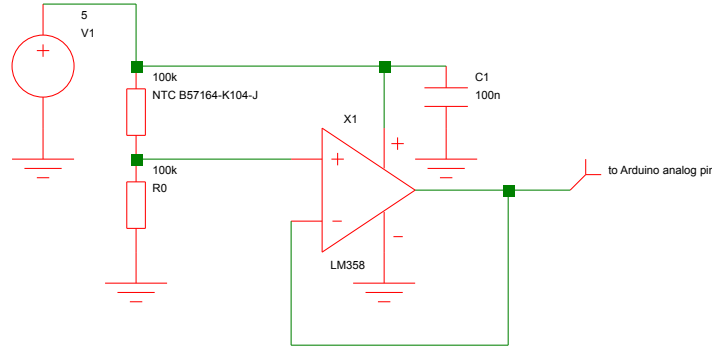 5
V1
100k
NTC B57164-K104-J
C1
100n
X1
100k
R0
to Arduino analog pin
LM358